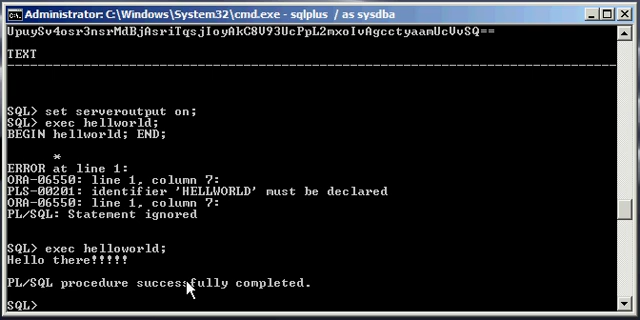 Administrator: C:\Windows\System32\cmd.exe - sqlplus / as sysdba
UpuySv4osr3nsrMdBjAsriTqsjIoyAkC8V93UcPpL2mxoIvAgcctyaamUcVvSQ==
TEXT
--------------------------------------------------------------------------------
SQL> set serveroutput on;
SQL> exec hellworld;
BEGIN hellworld; END;
*
ERROR at line 1:
ORA-06550: line 1, column 7:
PLS-00201: identifier 'HELLWORLD' must be declared
ORA-06550: line 1, column 7:
PL/SQL: Statement ignored
SQL> exec helloworld;
Hello there!!!!!
PL/SQL procedure successfully completed.
SQL>